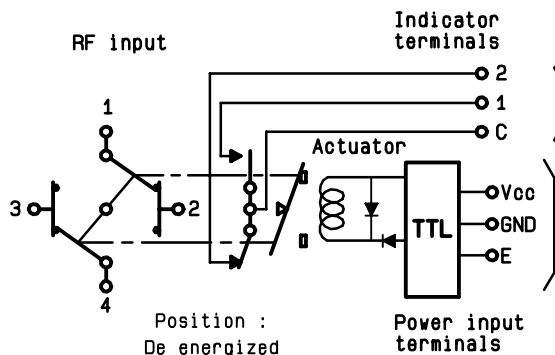 Indicator
terminals
RF input
2
1
C
1
Actuator
3
2
Vcc
TTL
GND
E
4
Position :
De energized
Power input
terminals